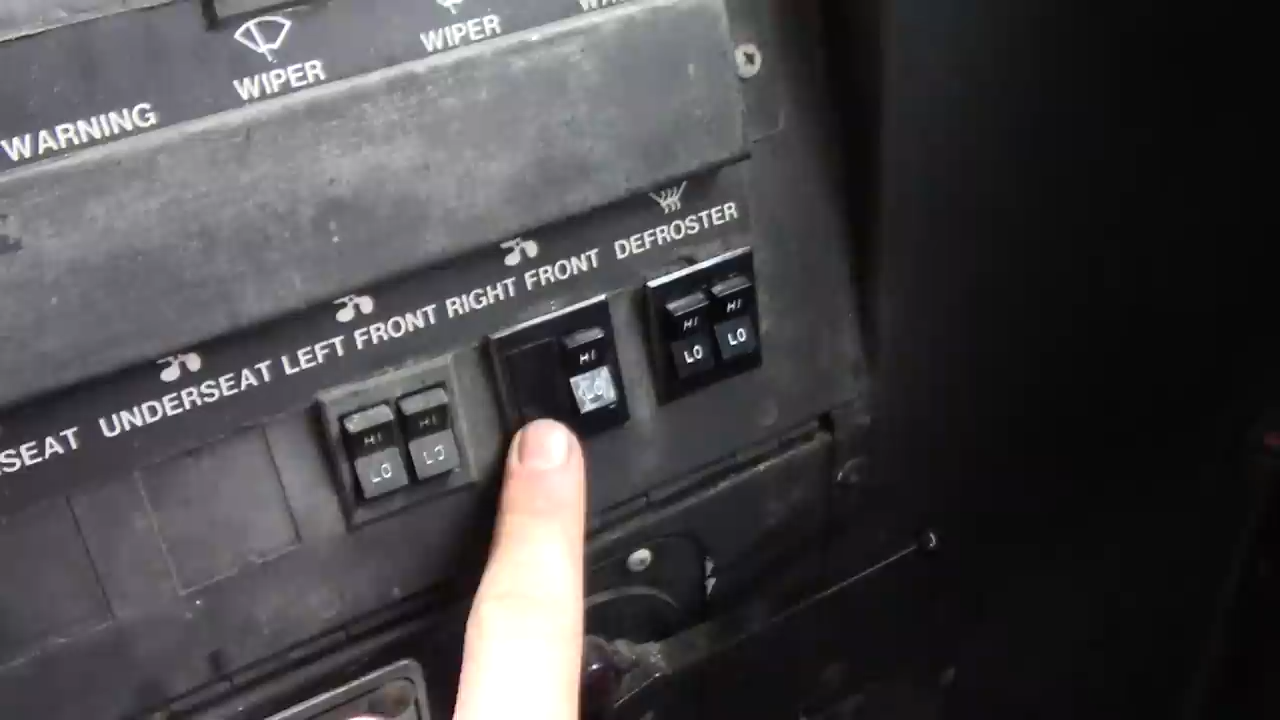 WIPER
WIPER
WARNING
SEAT UNDERSEAT LEFT FRONT RIGHT FRONT DEFROSTER
HI HI
LO LO
HI
LO
HI HI
LO LO